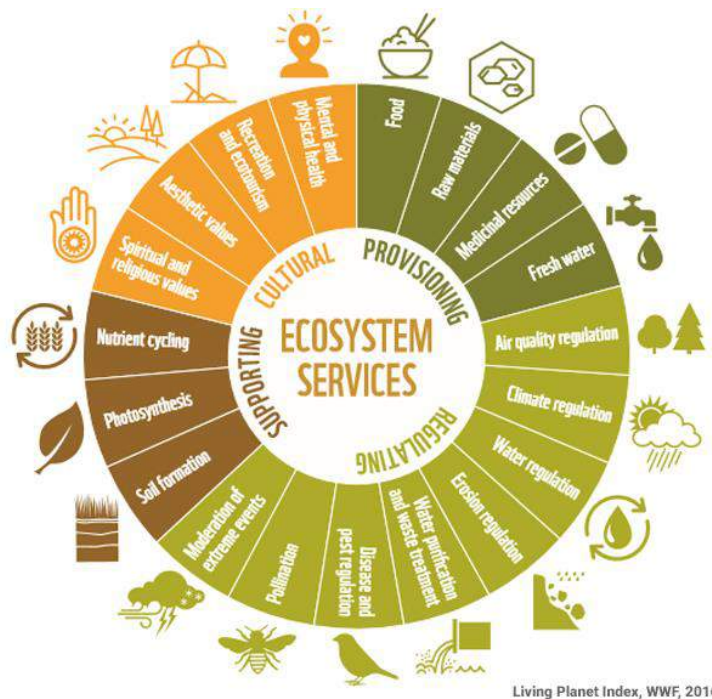 Food
Raw materials
Medicinal resources
Fresh water
Air quality regulation
Climate regulation
Water regulation
Erosion regulation
Water purification
and waste treatment
Disease and
pest regulation
Pollination
Moderation of
extreme events
Soil formation
Photosynthesis
Nutrient cycling
Spiritual and
religious values
Aesthetic values
Recreation
and ecotourism
Mental and
physical health
PROVISIONING
REGULATING
SUPPORTING
CULTURAL
ECOSYSTEM
SERVICES
Living Planet Index, WWF,